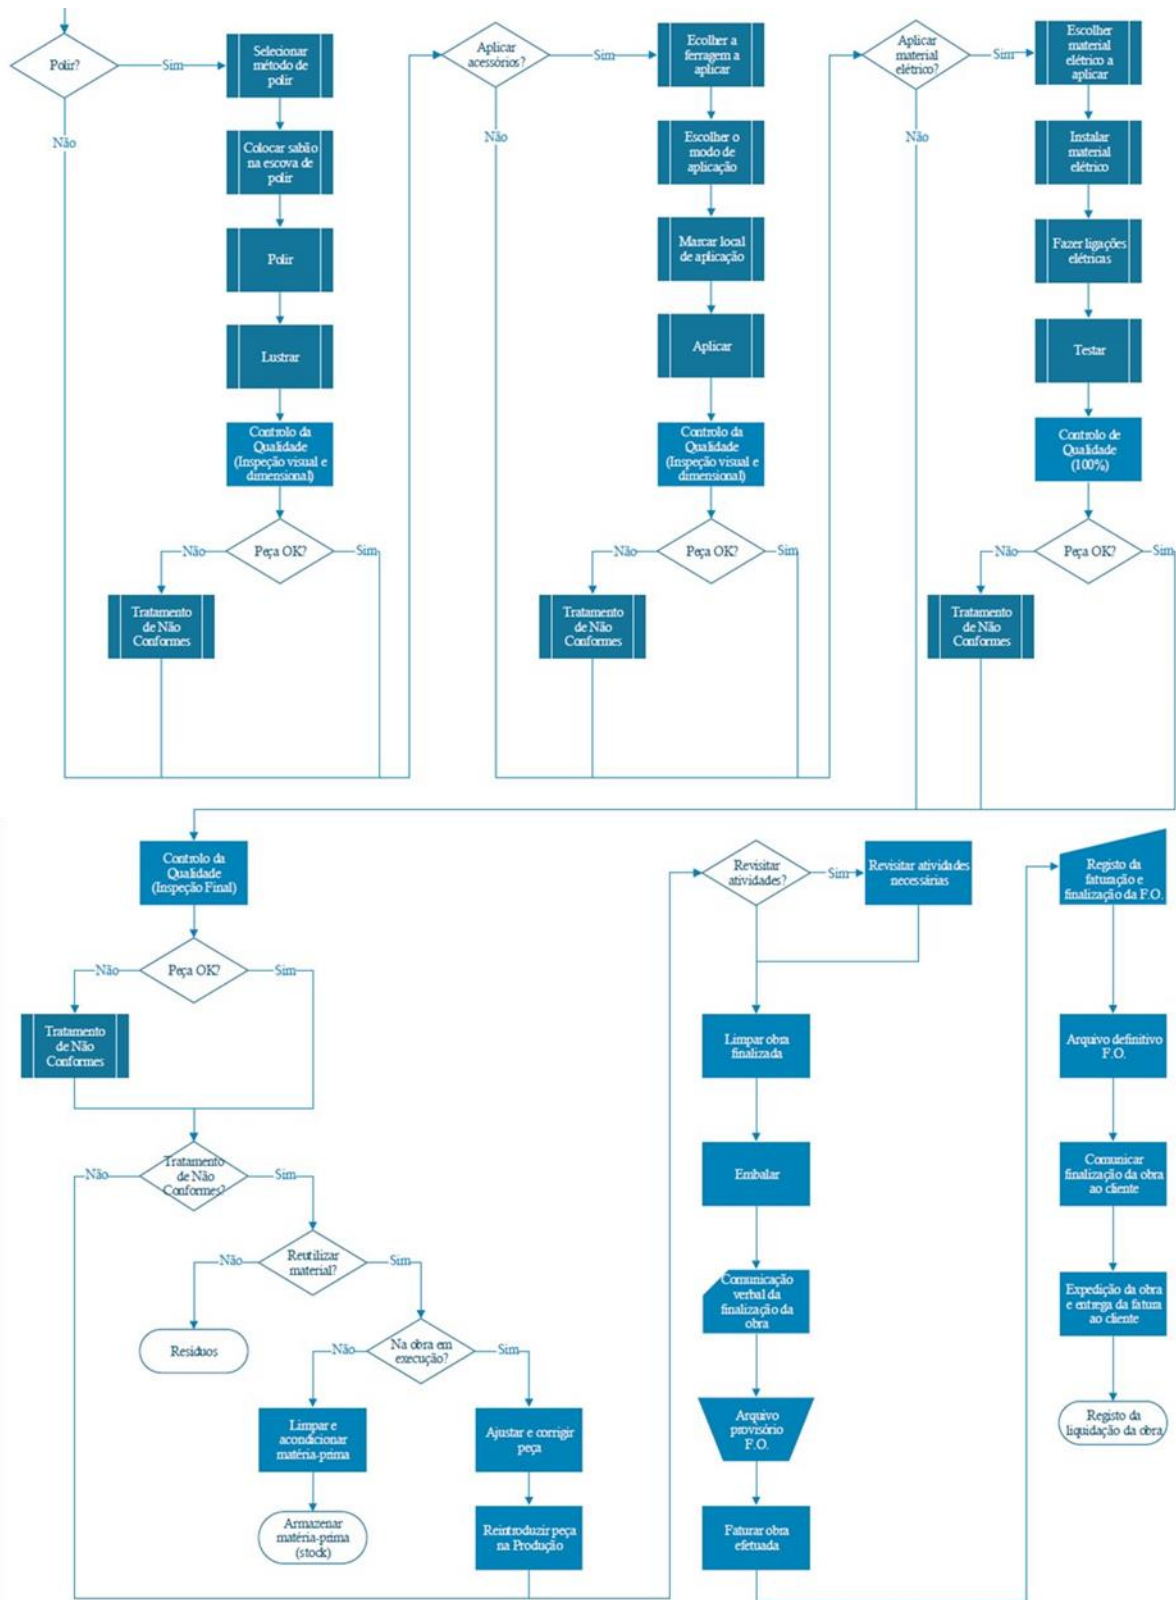 Polir?
Sim
Não
Selecionar
método de
polir
Colocar sabão
na escova de
polir
Polir
Lustrar
Controlo da
Qualidade
(Inspeção visual e
dimensional)
Peça OK?
Não
Sim
Tratamento
de Não
Conformes
Aplicar
acessórios?
Sim
Não
Ecolher a
ferragem a
aplicar
Escolher o
modo de
aplicação
Marcar local
de aplicação
Aplicar
Controlo da
Qualidade
(Inspeção visual e
dimensional)
Peça OK?
Não
Sim
Tratamento
de Não
Conformes
Aplicar
material
elétrico?
Sim
Não
Escolher
material
elétrico a
aplicar
Instalar
material
elétrico
Fazer ligações
elétricas
Testar
Controlo de
Qualidade
(100%)
Peça OK?
Não
Sim
Tratamento
de Não
Conformes
Controlo da
Qualidade
(Inspeção Final)
Peça OK?
Não
Sim
Tratamento
de Não
Conformes
Tratamento
de Não
Conformes?
Não
Sim
Reutilizar
material?
Não
Sim
Resíduos
Na obra em
execução?
Não
Sim
Limpar e
acondicionar
matéria-prima
Armazenar
matéria-prima
(stock)
Ajustar e corrigir
peça
Reintroduzir peça
na Produção
Revisitar
atividades?
Sim
Revisitar atividades
necessárias
Limpar obra
finalizada
Embalar
Comunicação
verbal da
finalização da
obra
Arquivo
provisório
F.O.
Faturar obra
efetuada
Registo da
faturação e
finalização da F.O.
Arquivo definitivo
F.O.
Comunicar
finalização da obra
ao cliente
Expedição da obra
e entrega da fatura
ao cliente
Registo da
liquidação da obra